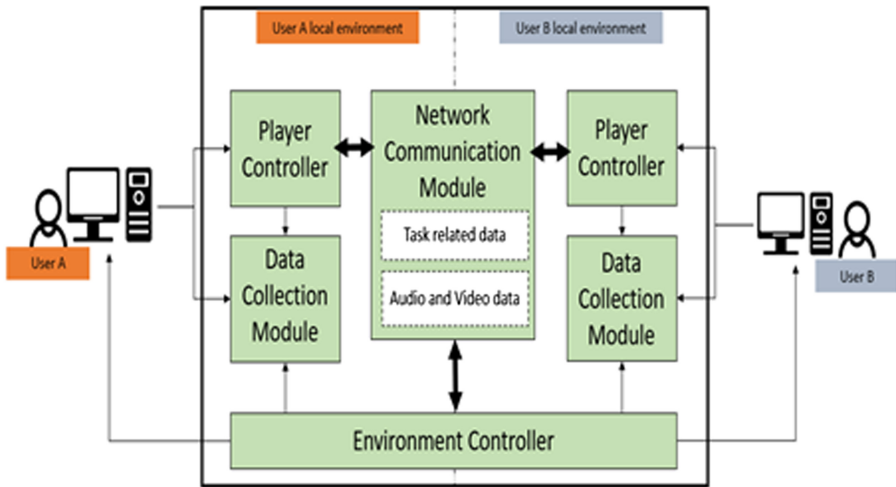 User A local environment
User B local environment
Player
Controller
Network
Communication
Module
Player
Controller
Task related data
Audio and Video data
User A
Data
Collection
Module
Data
Collection
Module
User B
Environment Controller